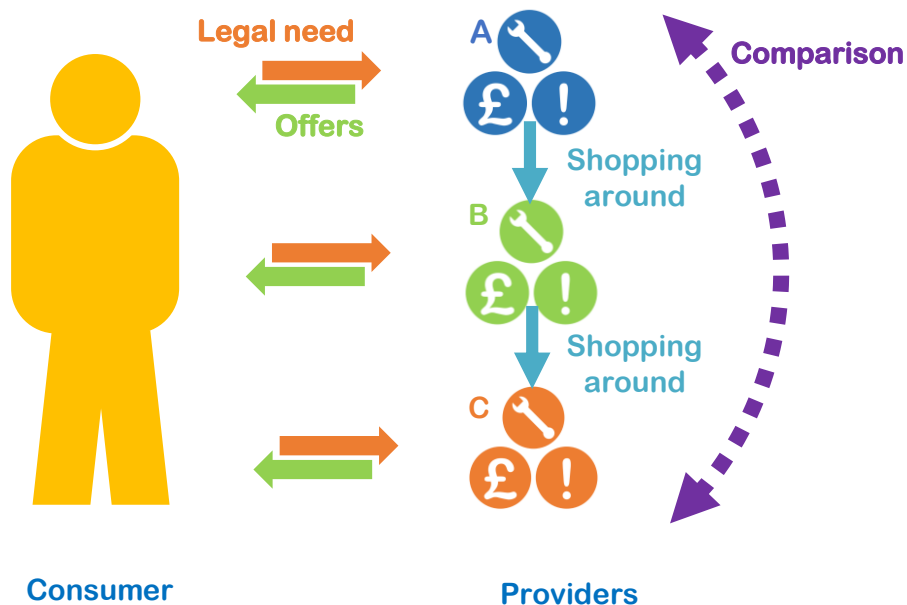 Legal need
Offers
A
£ !
Comparison
Shopping
around
B
£ !
Shopping
around
C
£ !
Consumer
Providers